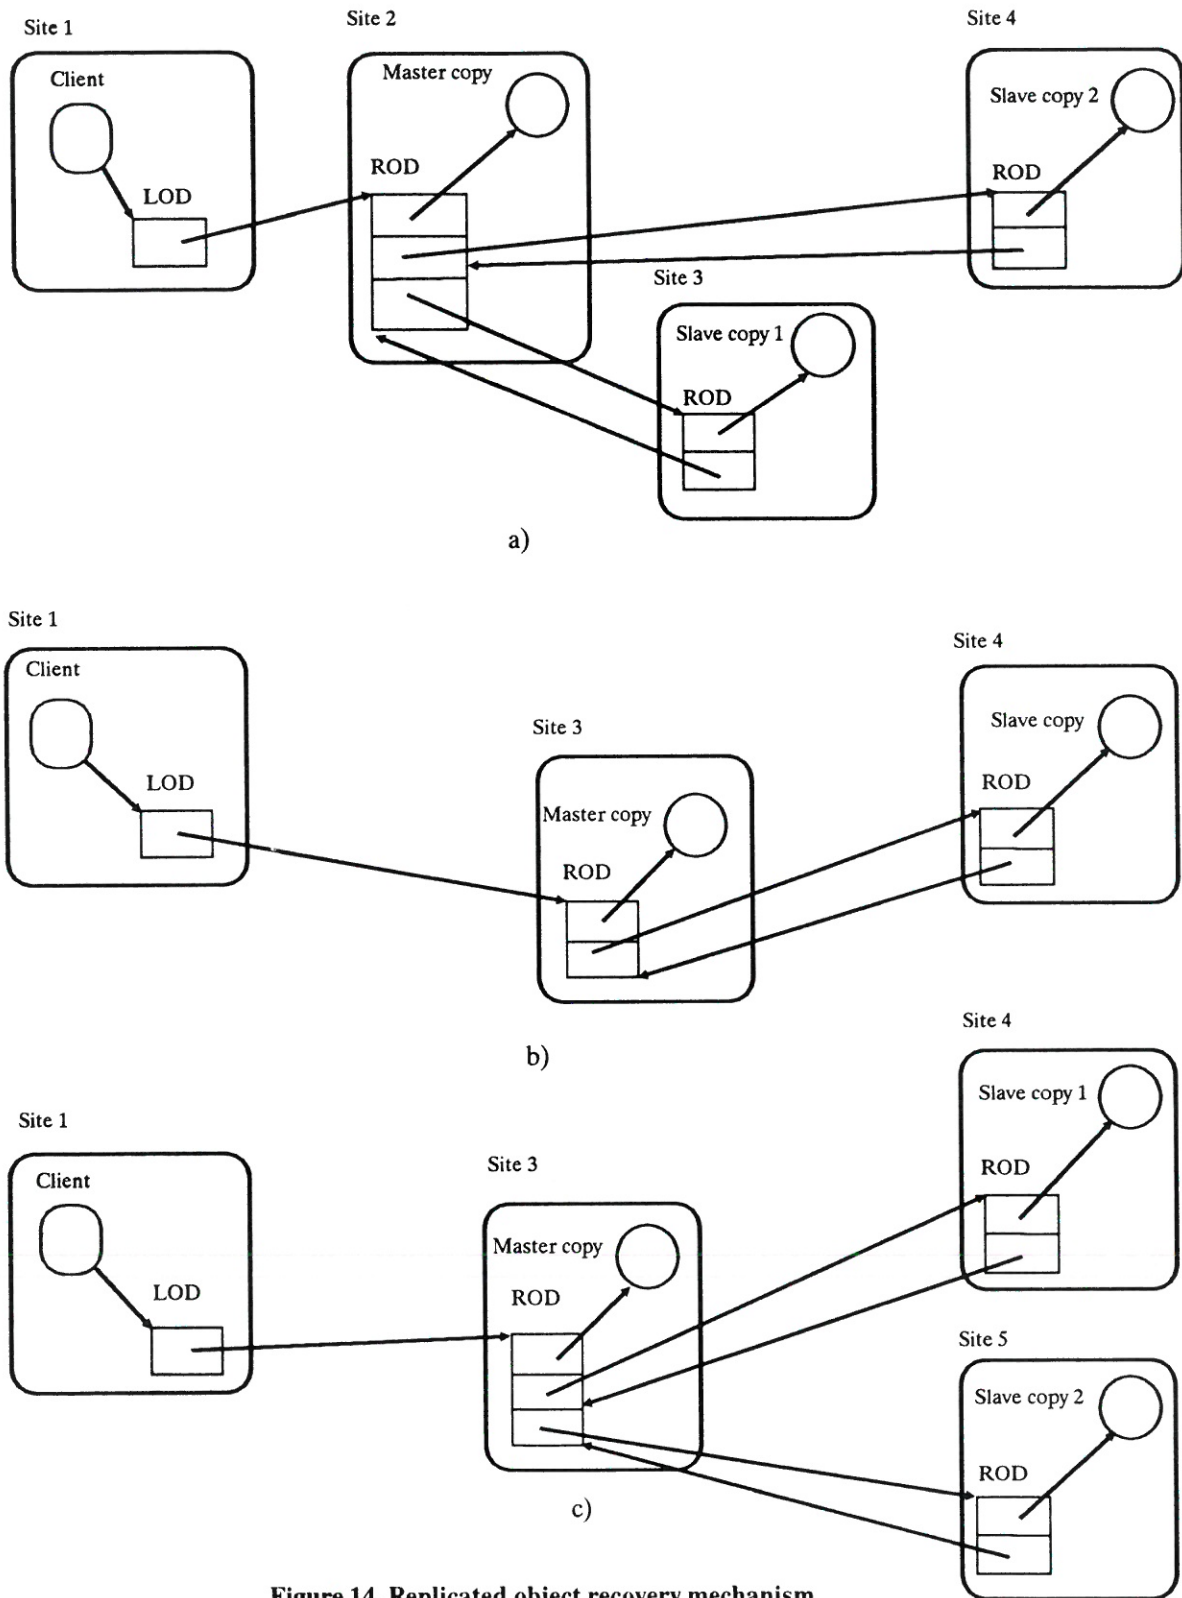 Site 1
Site 2
Site 4
Client
Master copy
Slave copy 2
LOD
ROD
ROD
Site 3
Slave copy 1
ROD
a)
Site 1
Site 4
Client
Site 3
Slave copy
LOD
Master copy
ROD
ROD
b)
Site 4
Site 1
Slave copy 1
Client
Site 3
ROD
Master copy
LOD
ROD
Site 5
Slave copy 2
ROD
c)
Figure 14. Replicated object recovery mechanism